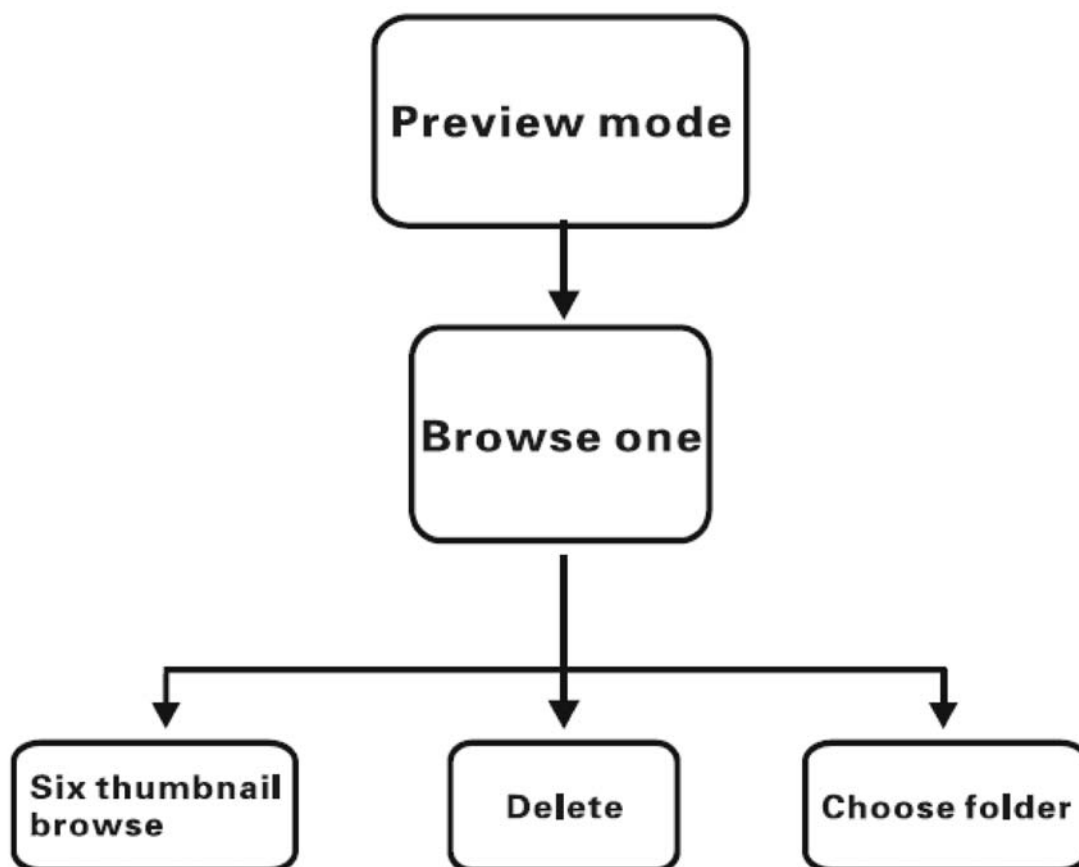 Preview mode
Browse one
Six thumbnail
browse
Delete
Choose folder